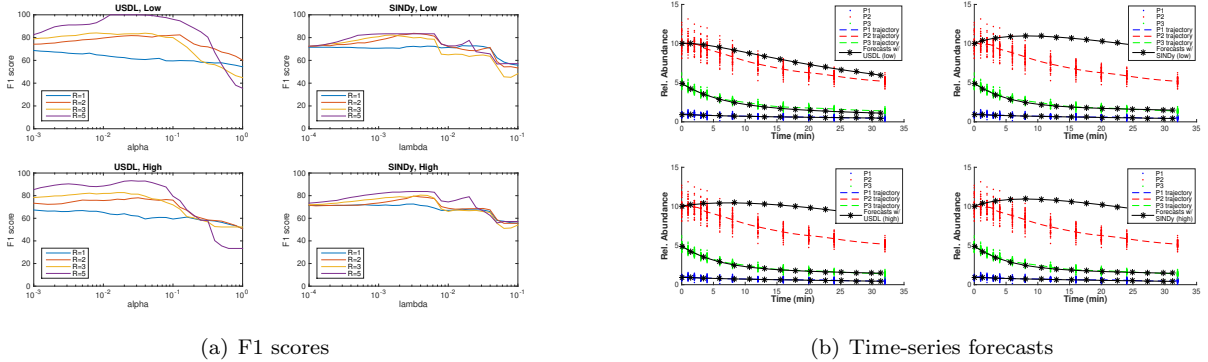 USDL, Low
100
80
60
40
20
0
F1 score
R=1
R=2
R=3
R=5
10-3
10-2
10-1
100
alpha
SINDy, Low
100
80
60
40
20
0
F1 score
R=1
R=2
R=3
R=5
10-4
10-3
10-2
10-1
lambda
USDL, High
100
80
60
40
20
0
F1 score
R=1
R=2
R=3
R=5
10-3
10-2
10-1
100
alpha
SINDy, High
100
80
60
40
20
0
F1 score
R=1
R=2
R=3
R=5
10-4
10-3
10-2
10-1
lambda
(a) F1 scores
15
10
5
0
Rel. Abundance
P1
P2
P3
P1 trajectory
P2 trajectory
P3 trajectory
Forecasts w/
USDL (low)
0 5 10 15 20 25 30 35
Time (min)
15
10
5
0
Rel. Abundance
P1
P2
P3
P1 trajectory
P2 trajectory
P3 trajectory
Forecasts w/
SINDy (low)
0 5 10 15 20 25 30 35
Time (min)
15
10
5
0
Rel. Abundance
P1
P2
P3
P1 trajectory
P2 trajectory
P3 trajectory
Forecasts w/
USDL (high)
0 5 10 15 20 25 30 35
Time (min)
15
10
5
0
Rel. Abundance
P1
P2
P3
P1 trajectory
P2 trajectory
P3 trajectory
Forecasts w/
SINDy (high)
0 5 10 15 20 25 30 35
Time (min)
(b) Time-series forecasts